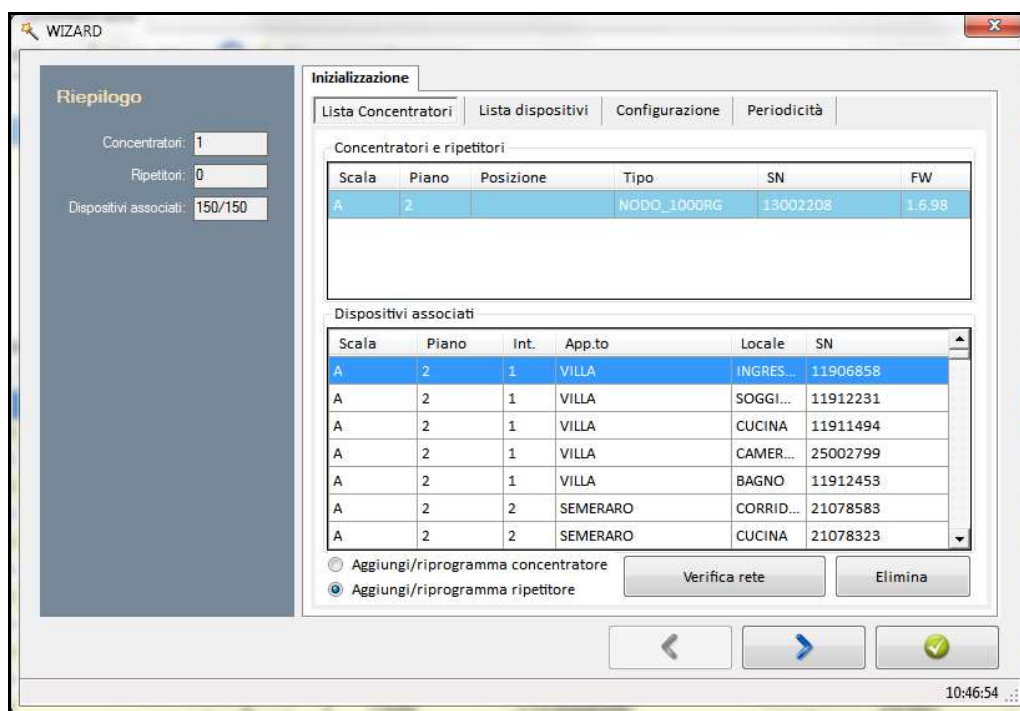 WIZARD
Riepilogo
Concentratori: 1
Ripetitori: 0
Dispositivi associati: 150/150
Inizializzazione
Lista Concentratori Lista dispositivi Configurazione Periodicità
Concentratori e ripetitori
Scala Piano Posizione Tipo SN FW
A 2 NODO_1000RG 13002208 1.6.98
Dispositivi associati
Scala Piano Int. App.to Locale SN
A 2 1 VILLA INGRES... 11906858
A 2 1 VILLA SOGGI... 11912231
A 2 1 VILLA CUCINA 11911494
A 2 1 VILLA CAMER... 25002799
A 2 1 VILLA BAGNO 11912453
A 2 2 SEMERARO CORRID... 21078583
A 2 2 SEMERARO CUCINA 21078323
Aggiungi/riprogramma concentratore
Aggiungi/riprogramma ripetitore
Verifica rete Elimina
10:46:54